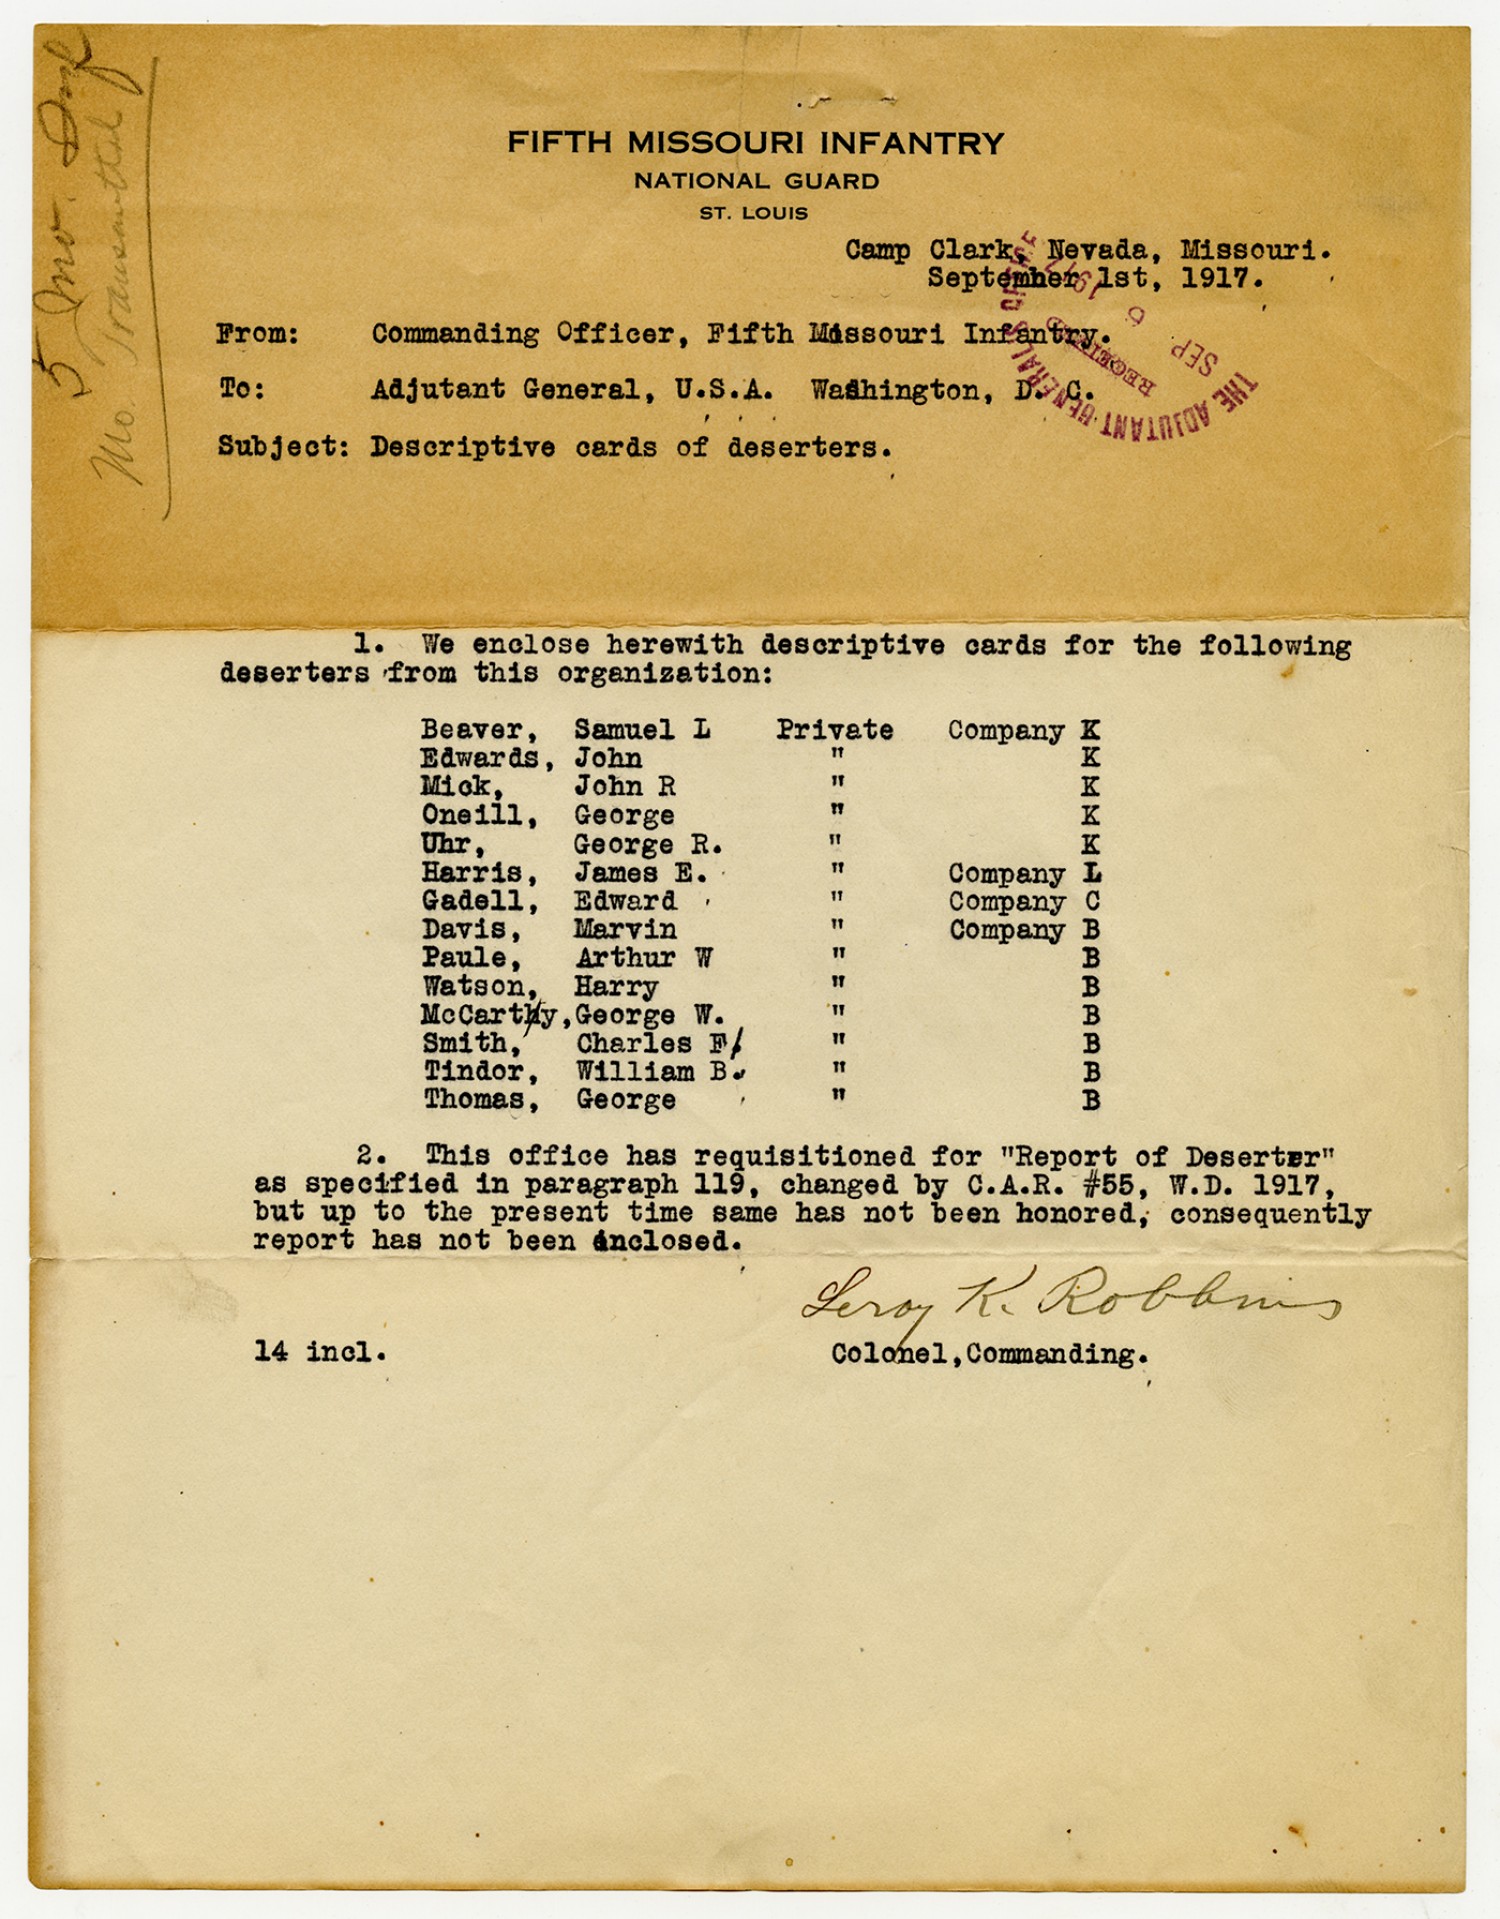 5 Mo. Inf
Mo. Transmittal
FIFTH MISSOURI INFANTRY
NATIONAL GUARD
ST. LOUIS
Camp Clark, Nevada, Missouri.
September 1st, 1917.
THE ADJUTANT GENERAL'S OFFICE
RECEIVED
SEP 6 1917
From: Commanding Officer, Fifth Missouri Infantry.
To: Adjutant General, U.S.A. Washington, D. C.
Subject: Descriptive cards of deserters.
1. We enclose herewith descriptive cards for the following
deserters from this organization:
Beaver, Samuel L Private Company K
Edwards, John " K
Mick, John R " K
Oneill, George " K
Uhr, George R. " K
Harris, James E. " Company L
Gadell, Edward " Company C
Davis, Marvin " Company B
Paule, Arthur W " B
Watson, Harry " B
McCarthy, George W. " B
Smith, Charles F. " B
Tindor, William B. " B
Thomas, George " B
2. This office has requisitioned for "Report of Deserter"
as specified in paragraph 119, changed by C.A.R. #55, W.D. 1917,
but up to the present time same has not been honored, consequently
report has not been inclosed.
Leroy K. Robbins
14 incl. Colonel,Commanding.